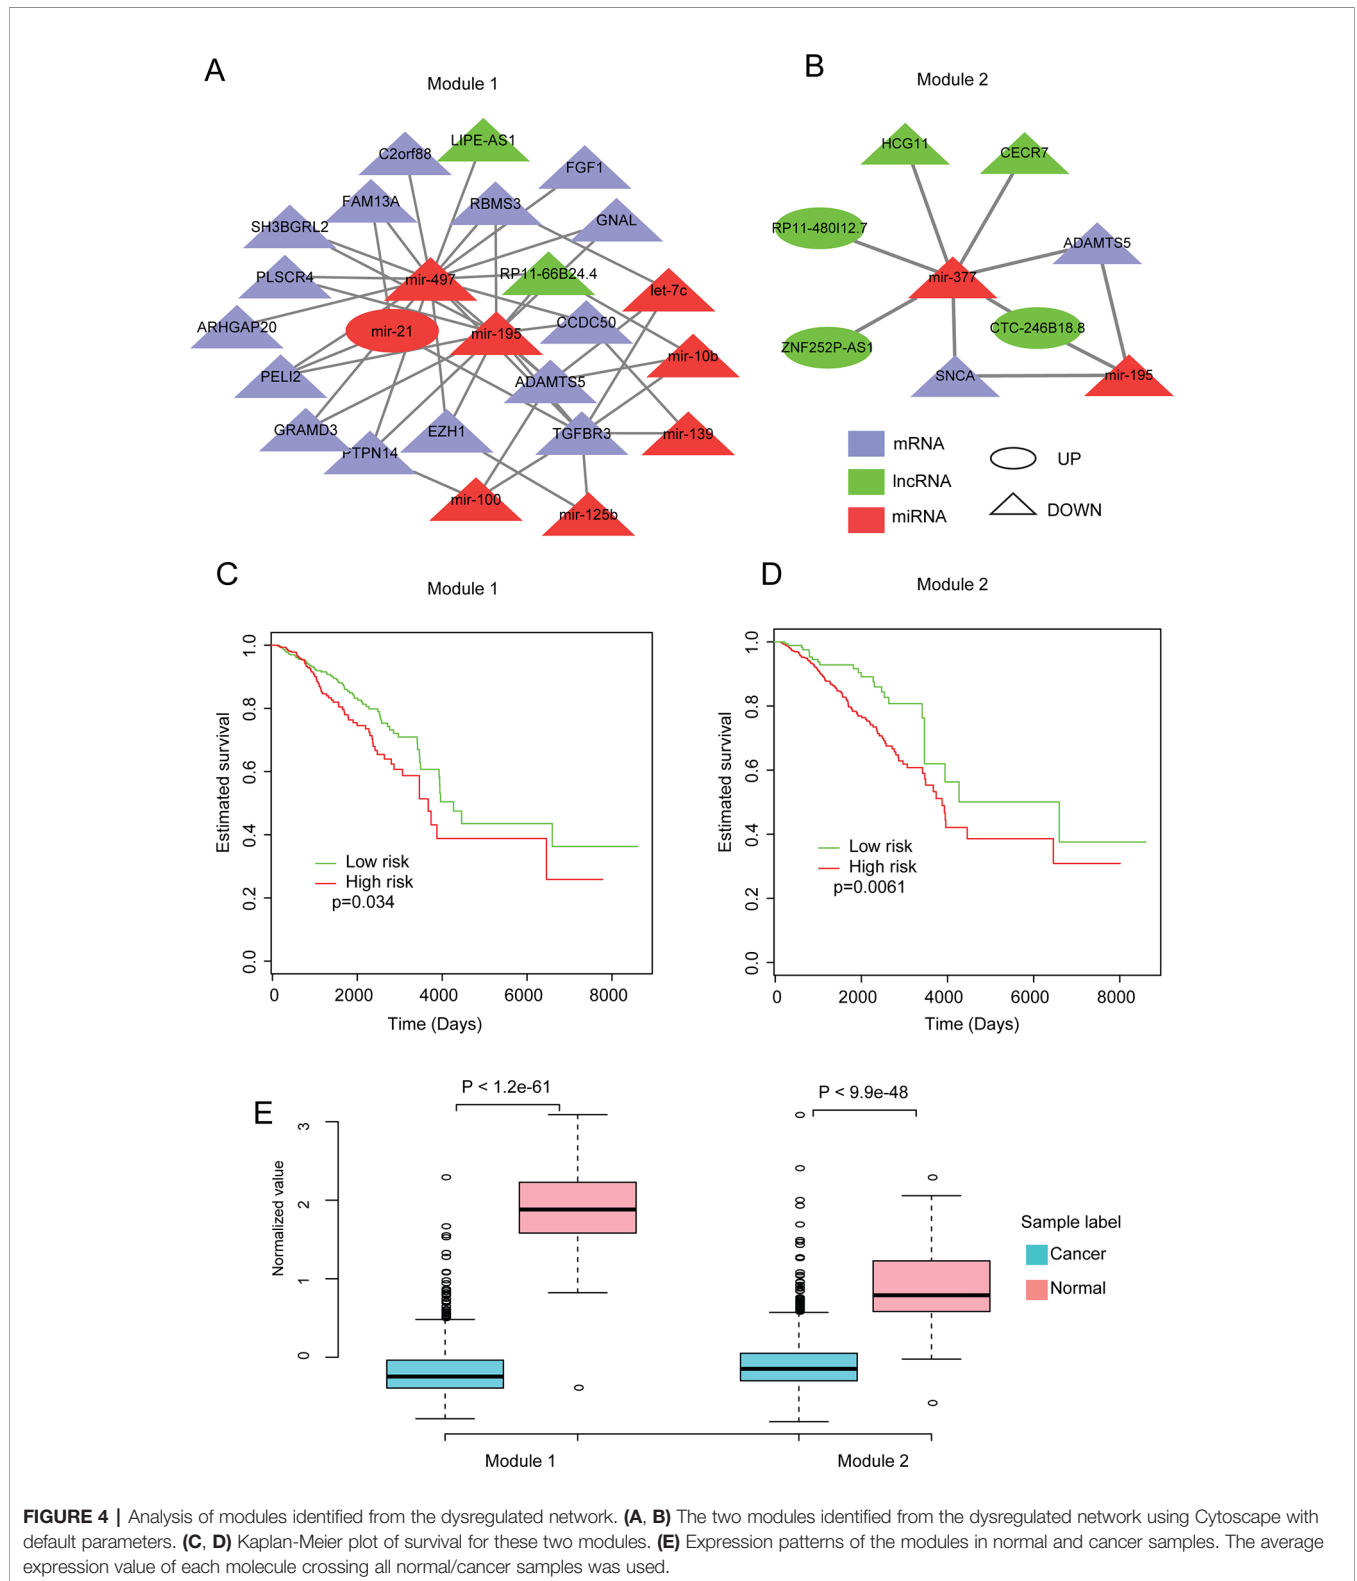 A
Module 1
LIPE-AS1
C2orf88
FGF1
FAM13A
RBMS3
SH3BGRL2
GNAL
PLSCR4
mir-497
RP11-66B24.4
let-7c
ARHGAP20
mir-21
mir-195
CCDC50
mir-10b
PELI2
ADAMTS5
GRAMD3
EZH1
TGFBR3
mir-139
PTPN14
mir-100
mir-125b
B
Module 2
HCG11
CECR7
RP11-480I12.7
ADAMTS5
mir-377
CTC-246B18.8
ZNF252P-AS1
SNCA
mir-195
mRNA
lncRNA
miRNA
UP
DOWN
C
Module 1
Estimated survival
1.0
0.8
0.6
0.4
0.2
0.0
Low risk
High risk
p=0.034
0 2000 4000 6000 8000
Time (Days)
D
Module 2
Estimated survival
1.0
0.8
0.6
0.4
0.2
0.0
Low risk
High risk
p=0.0061
0 2000 4000 6000 8000
Time (Days)
E
P < 1.2e-61
P < 9.9e-48
Normalized value
3
2
1
0
Sample label
Cancer
Normal
Module 1
Module 2
FIGURE 4 | Analysis of modules identified from the dysregulated network. (A, B) The two modules identified from the dysregulated network using Cytoscape with
default parameters. (C, D) Kaplan-Meier plot of survival for these two modules. (E) Expression patterns of the modules in normal and cancer samples. The average
expression value of each molecule crossing all normal/cancer samples was used.